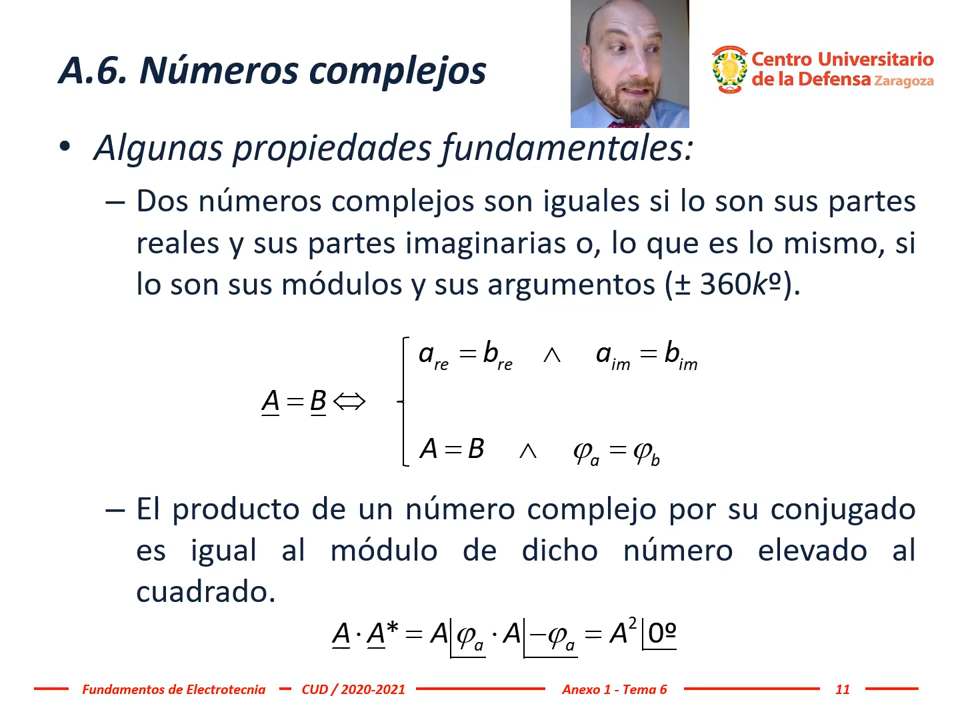 A.6. Números complejos
Centro Universitario
de la Defensa Zaragoza
• Algunas propiedades fundamentales:
– Dos números complejos son iguales si lo son sus partes
reales y sus partes imaginarias o, lo que es lo mismo, si
lo son sus módulos y sus argumentos (± 360kº).
a_re = b_re ∧ a_im = b_im
A = B ⇔
A = B ∧ φ_a = φ_b
– El producto de un número complejo por su conjugado
es igual al módulo de dicho número elevado al
cuadrado.
A · A* = A|φ_a · A|−φ_a = A²|0º
Fundamentos de Electrotecnia – CUD / 2020-2021 Anexo 1 - Tema 6 11